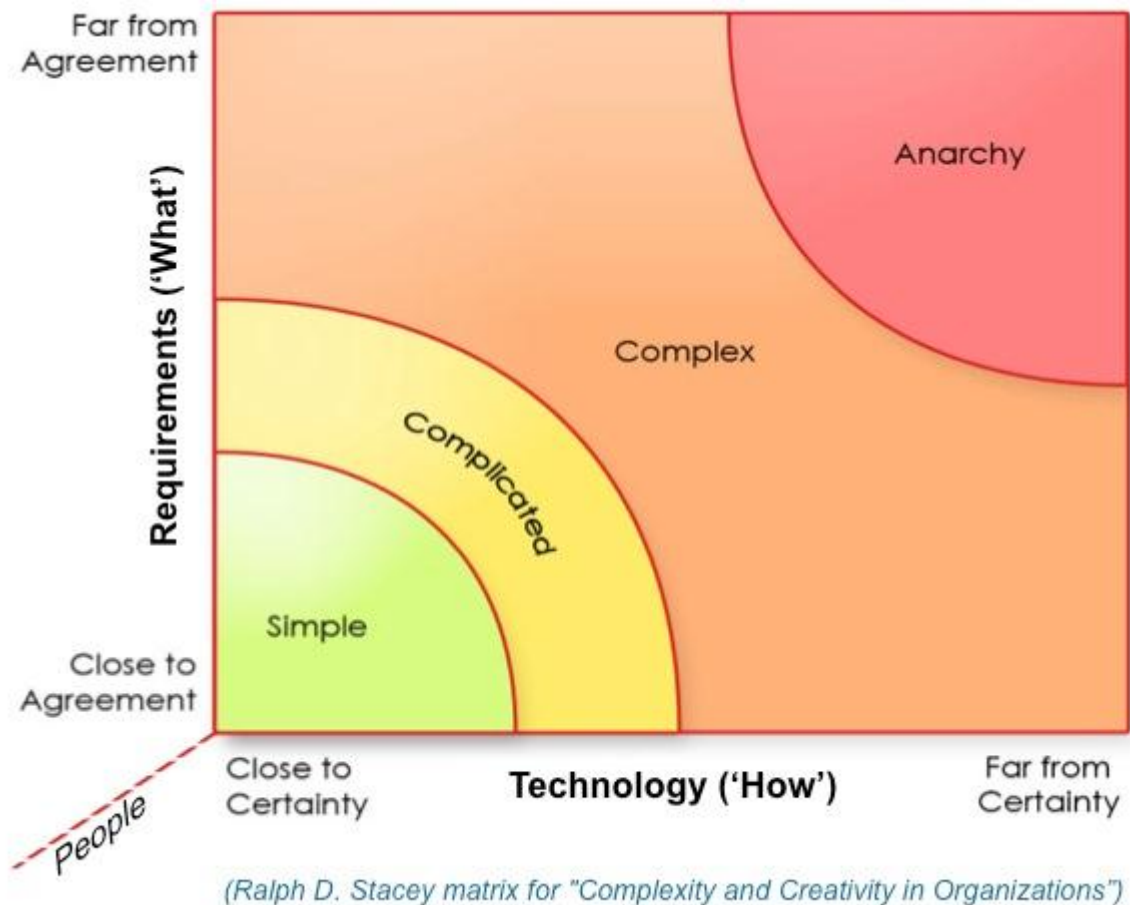 Far from
Agreement
Anarchy
Requirements (‘What’)
Complex
Complicated
Simple
Close to
Agreement
Close to
Certainty
Technology (‘How’)
Far from
Certainty
People
(Ralph D. Stacey matrix for "Complexity and Creativity in Organizations”)